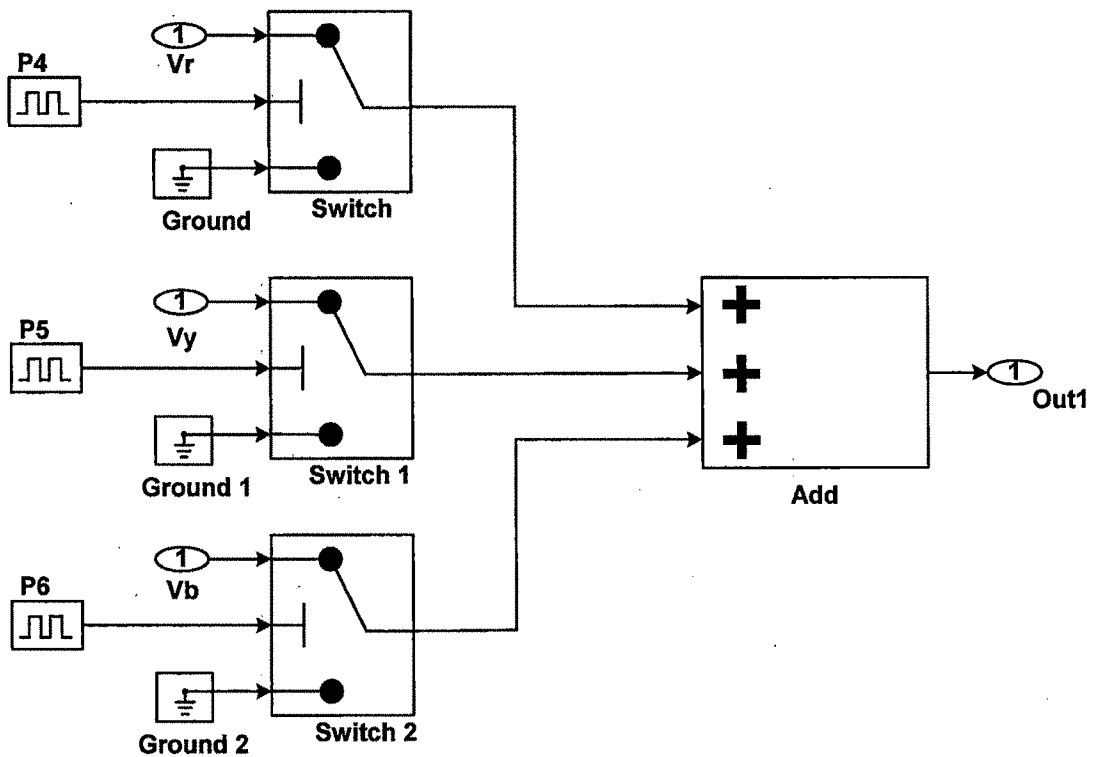 1
Vr
P4
Ground
Switch
1
Vy
P5
Ground 1
Switch 1
1
Vb
P6
Ground 2
Switch 2
+
+
+
Add
1
Out1